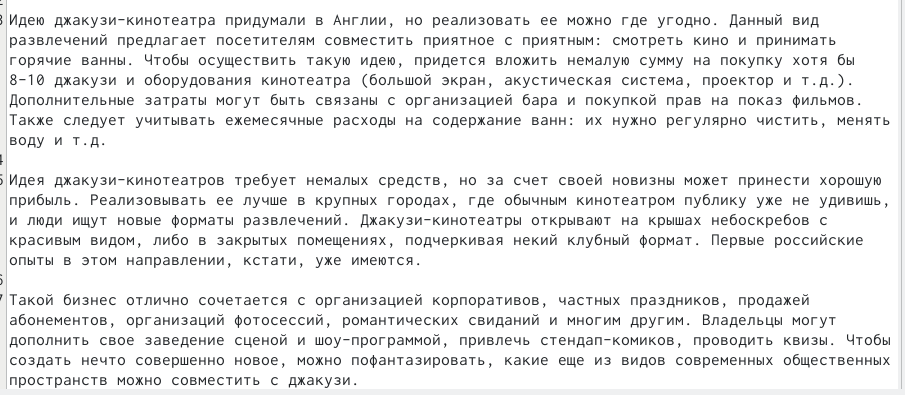 3 Идею джакузи-кинотеатра придумали в Англии, но реализовать ее можно где угодно. Данный вид
развлечений предлагает посетителям совместить приятное с приятным: смотреть кино и принимать
горячие ванны. Чтобы осуществить такую идею, придется вложить немалую сумму на покупку хотя бы
8-10 джакузи и оборудования кинотеатра (большой экран, акустическая система, проектор и т.д.).
Дополнительные затраты могут быть связаны с организацией бара и покупкой прав на показ фильмов.
Также следует учитывать ежемесячные расходы на содержание ванн: их нужно регулярно чистить, менять
воду и т.д.
4
5 Идея джакузи-кинотеатров требует немалых средств, но за счет своей новизны может принести хорошую
прибыль. Реализовывать ее лучше в крупных городах, где обычным кинотеатром публику уже не удивишь,
и люди ищут новые форматы развлечений. Джакузи-кинотеатры открывают на крышах небоскребов с
красивым видом, либо в закрытых помещениях, подчеркивая некий клубный формат. Первые российские
опыты в этом направлении, кстати, уже имеются.
6
7 Такой бизнес отлично сочетается с организацией корпоративов, частных праздников, продажей
абонементов, организаций фотосессий, романтических свиданий и многим другим. Владельцы могут
дополнить свое заведение сценой и шоу-программой, привлечь стендап-комиков, проводить квизы. Чтобы
создать нечто совершенно новое, можно пофантазировать, какие еще из видов современных общественных
пространств можно совместить с джакузи.